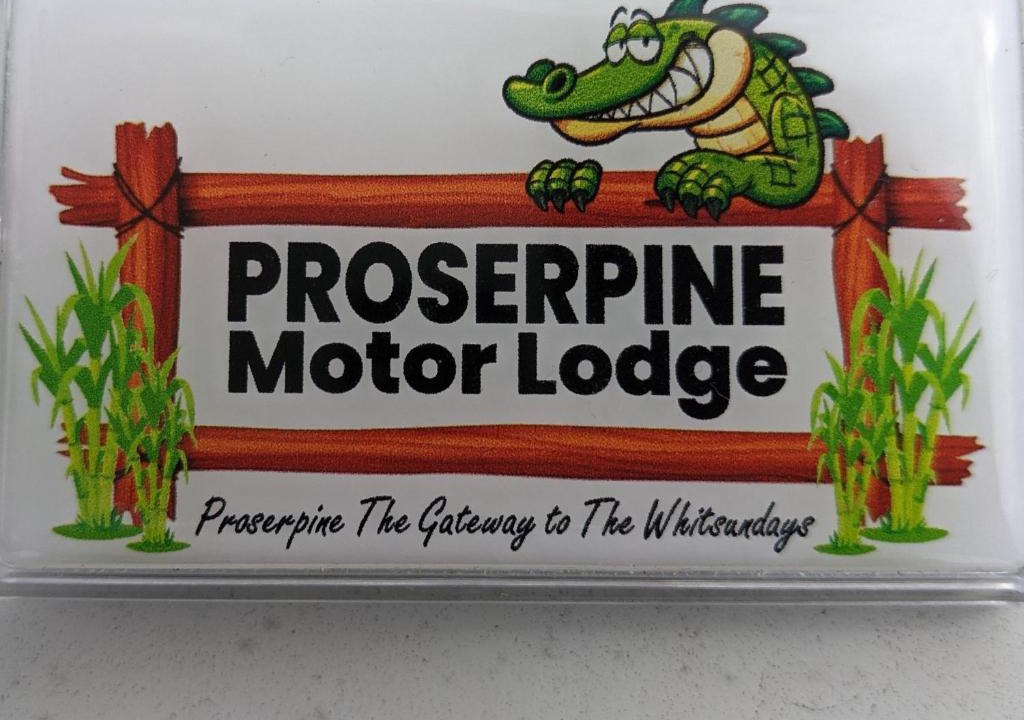 PROSERPINE
Motor Lodge
Proserpine The Gateway to The Whitsundays